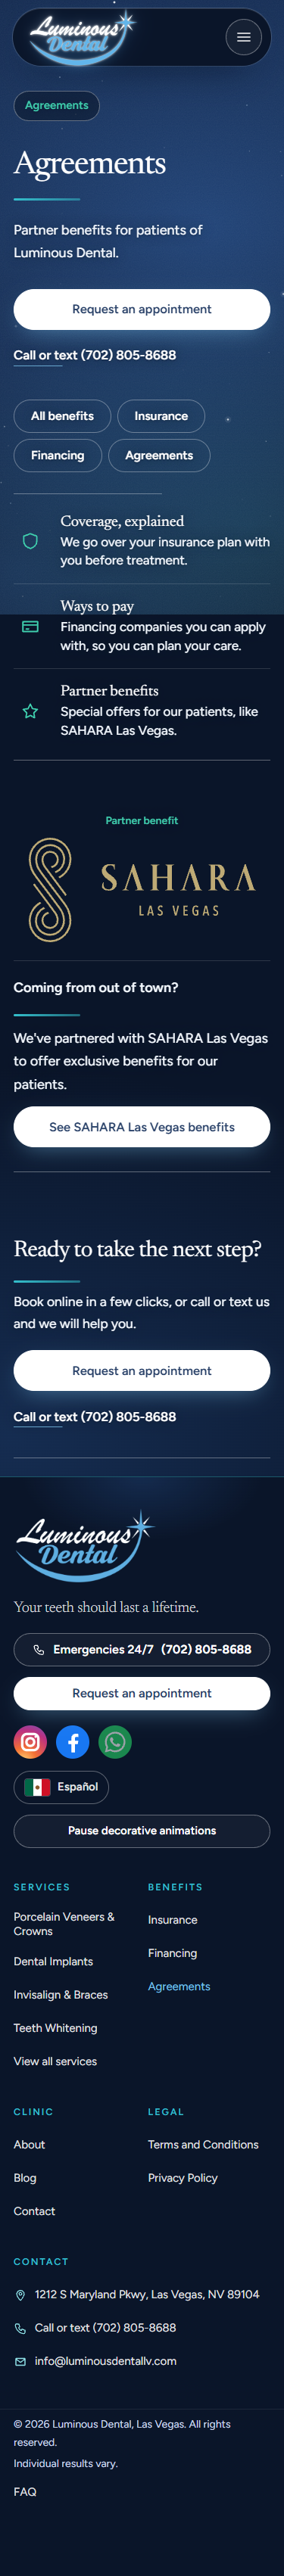 Luminous
Dental
Agreements
Agreements
Partner benefits for patients of
Luminous Dental.
Request an appointment
Call or text (702) 805-8688
All benefits
Insurance
Financing
Agreements
Coverage, explained
We go over your insurance plan with
you before treatment.
Ways to pay
Financing companies you can apply
with, so you can plan your care.
Partner benefits
Special offers for our patients, like
SAHARA Las Vegas.
Partner benefit
SAHARA
LAS VEGAS
Coming from out of town?
We've partnered with SAHARA Las Vegas
to offer exclusive benefits for our
patients.
See SAHARA Las Vegas benefits
Ready to take the next step?
Book online in a few clicks, or call or text us
and we will help you.
Request an appointment
Call or text (702) 805-8688
Luminous
Dental
Your teeth should last a lifetime.
Emergencies 24/7 (702) 805-8688
Request an appointment
Español
Pause decorative animations
SERVICES
Porcelain Veneers &
Crowns
Dental Implants
Invisalign & Braces
Teeth Whitening
View all services
BENEFITS
Insurance
Financing
Agreements
CLINIC
About
Blog
Contact
LEGAL
Terms and Conditions
Privacy Policy
CONTACT
1212 S Maryland Pkwy, Las Vegas, NV 89104
Call or text (702) 805-8688
info@luminousdentallv.com
© 2026 Luminous Dental, Las Vegas. All rights
reserved.
Individual results vary.
FAQ